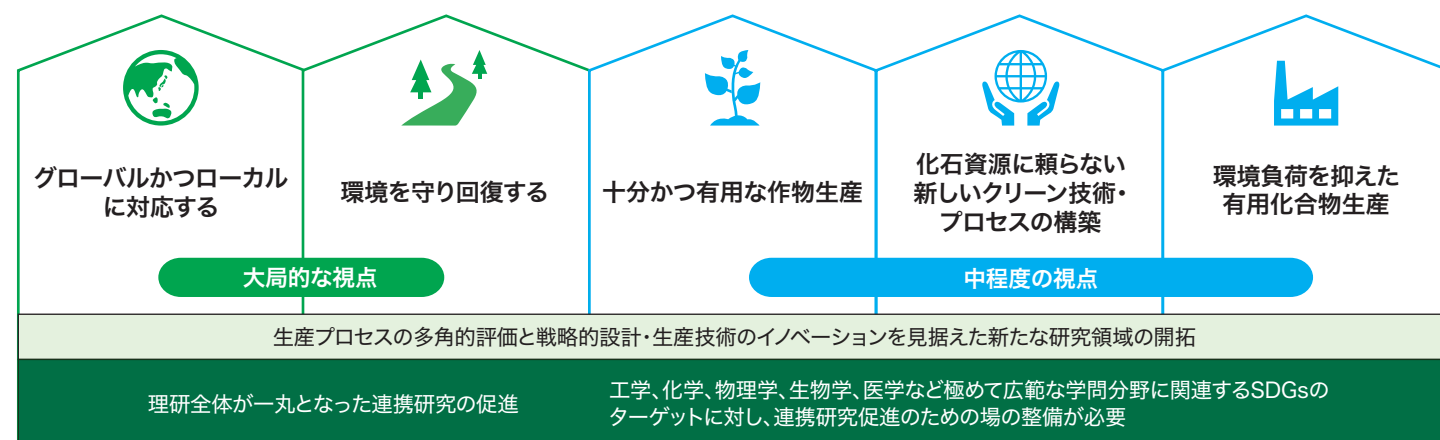 グローバルかつローカル
に対応する
環境を守り回復する
十分かつ有用な作物生産
化石資源に頼らない
新しいクリーン技術・
プロセスの構築
環境負荷を抑えた
有用化合物生産
大局的な視点
中程度の視点
生産プロセスの多角的評価と戦略的設計・生産技術のイノベーションを見据えた新たな研究領域の開拓
理研全体が一丸となった連携研究の促進
工学、化学、物理学、生物学、医学など極めて広範な学問分野に関連するSDGsの
ターゲットに対し、連携研究促進のための場の整備が必要